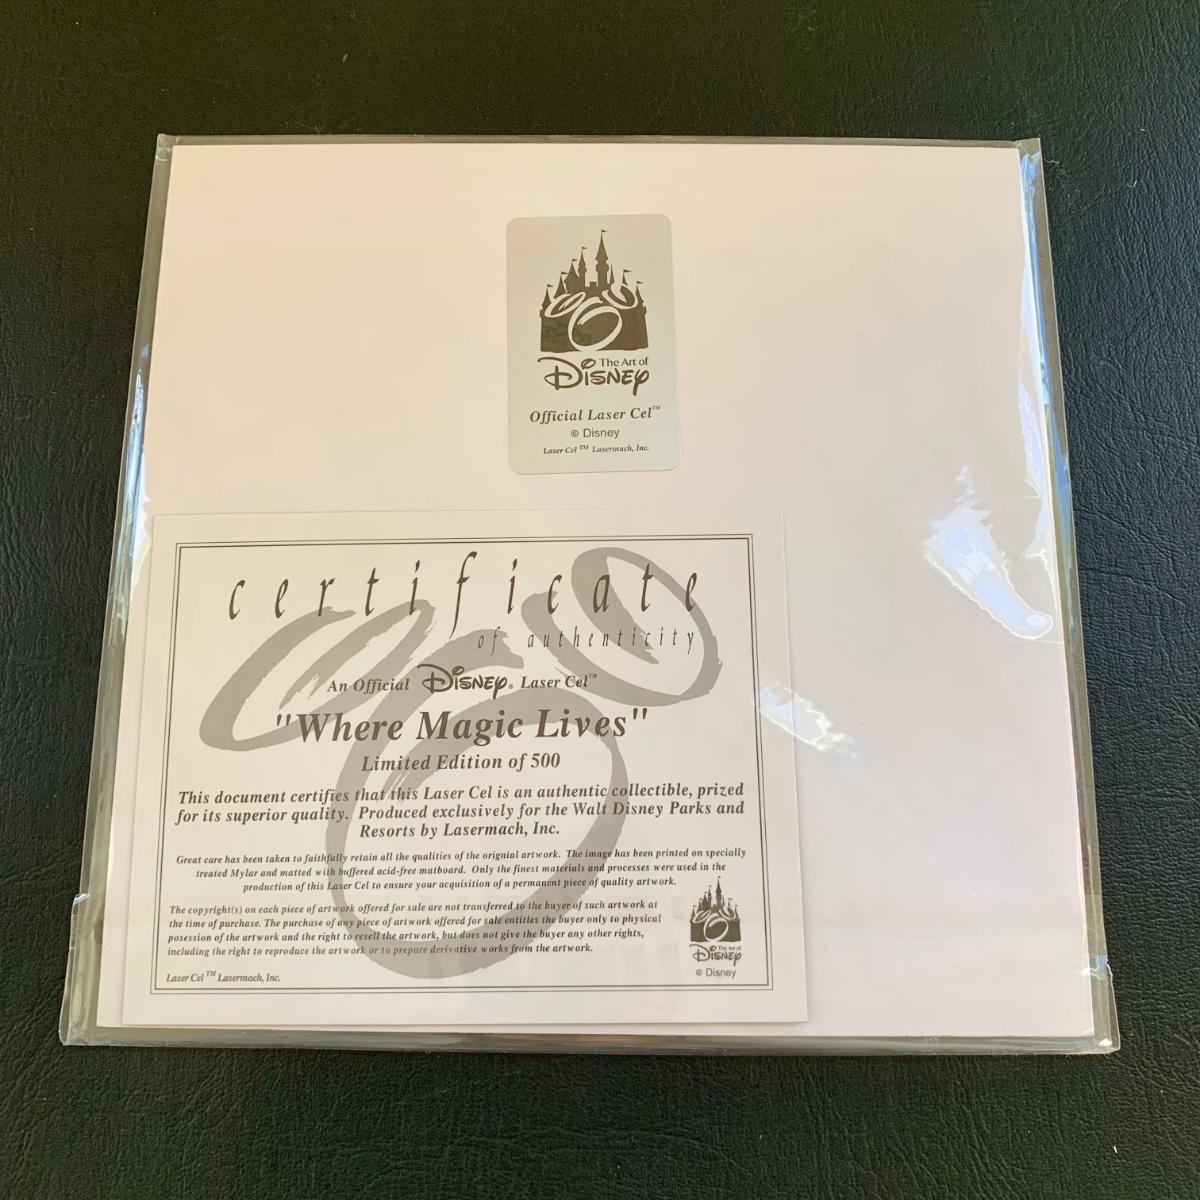 The Art of
Disney
Official Laser Cel™
© Disney
Laser Cel™ Lasermach, Inc.
certificate
of authenticity
An Official Disney® Laser Cel™
"Where Magic Lives"
Limited Edition of 500
This document certifies that this Laser Cel is an authentic collectible, prized
for its superior quality. Produced exclusively for the Walt Disney Parks and
Resorts by Lasermach, Inc.
Great care has been taken to faithfully retain all the qualities of the orignial artwork. The image has been printed on specially
treated Mylar and matted with buffered acid-free matboard. Only the finest materials and processes were used in the
production of this Laser Cel to ensure your acquisition of a permanent piece of quality artwork.
The copyright(s) on each piece of artwork offered for sale are not transferred to the buyer of such artwork at
the time of purchase. The purchase of any piece of artwork offered for sale entitles the buyer only to physical
posession of the artwork and the right to resell the artwork, but does not give the buyer any other rights,
including the right to reproduce the artwork or to prepare derivative works from the artwork.
Laser Cel™ Lasermach, Inc.
The Art of
Disney
© Disney